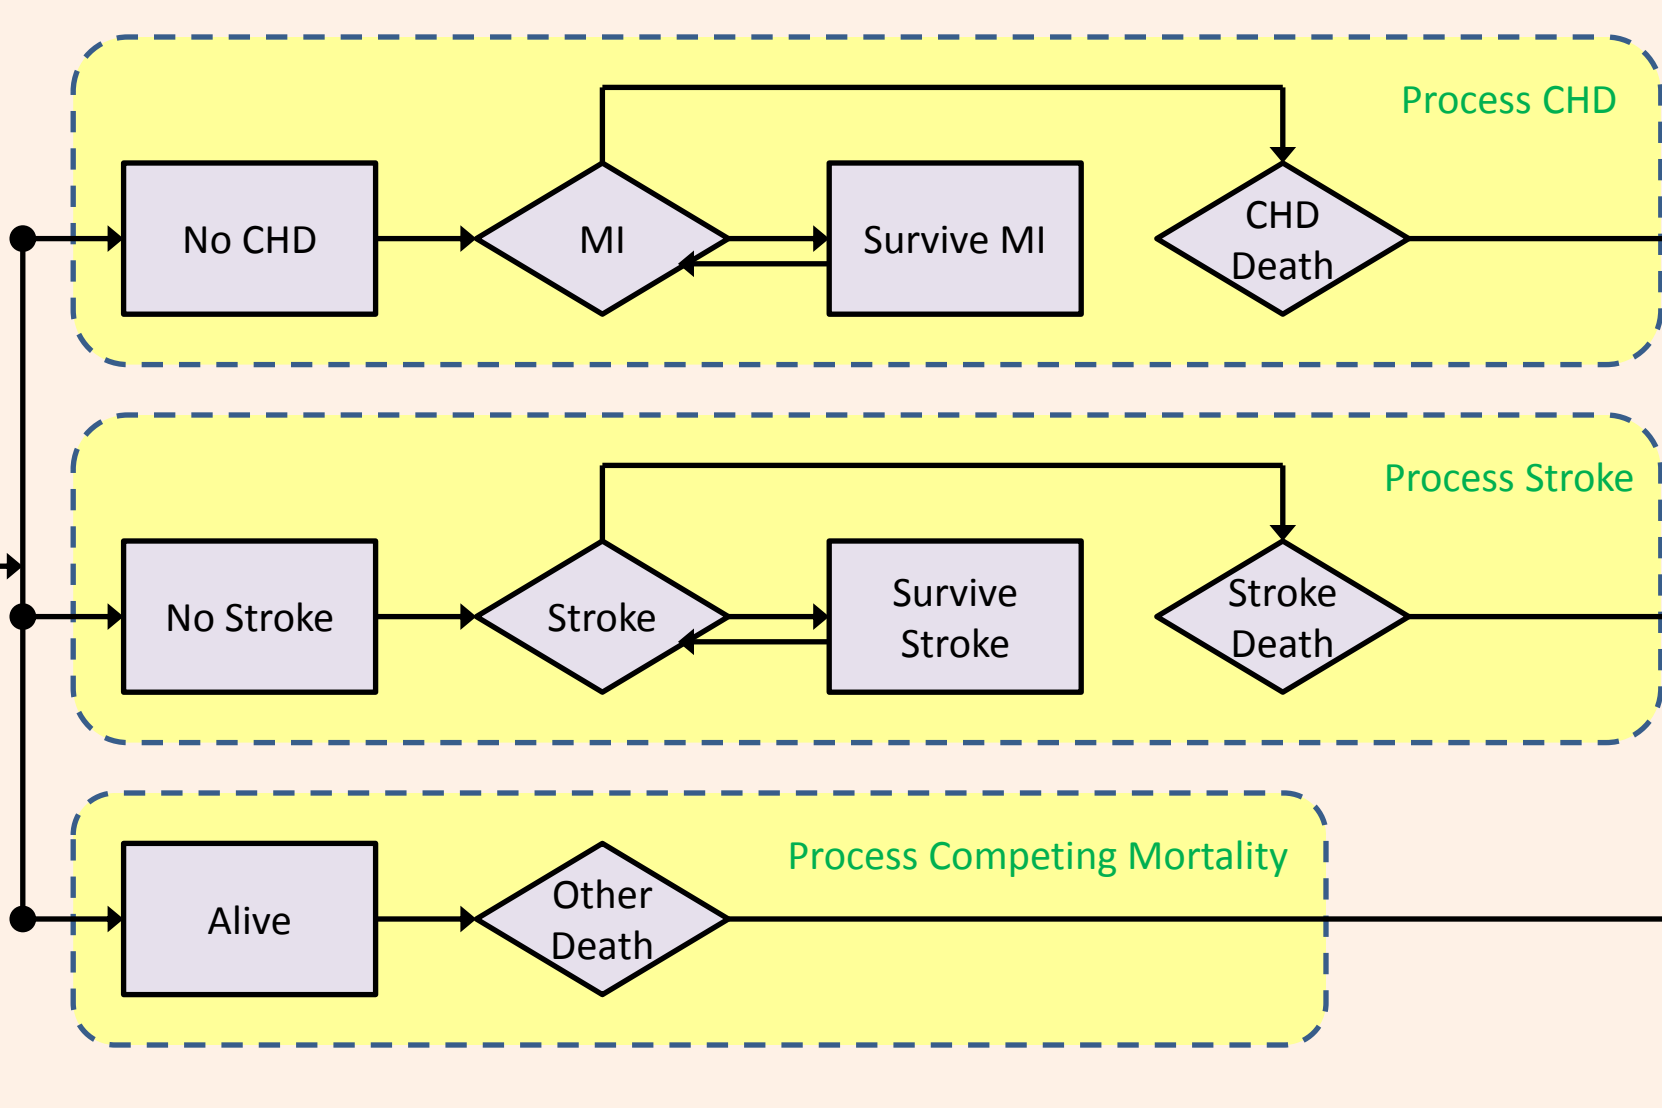 Process CHD
No CHD
MI
Survive MI
CHD
Death
Process Stroke
No Stroke
Stroke
Survive
Stroke
Stroke
Death
Process Competing Mortality
Alive
Other
Death